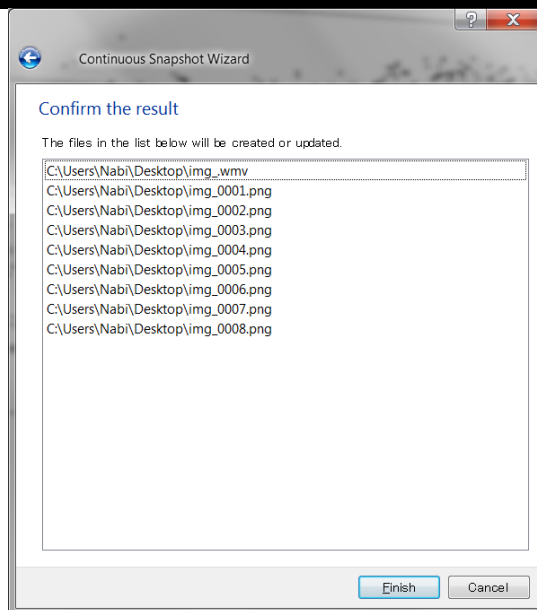 ?
X
Continuous Snapshot Wizard
Confirm the result
The files in the list below will be created or updated.
C:\Users\Nabi\Desktop\img_.wmv
C:\Users\Nabi\Desktop\img_0001.png
C:\Users\Nabi\Desktop\img_0002.png
C:\Users\Nabi\Desktop\img_0003.png
C:\Users\Nabi\Desktop\img_0004.png
C:\Users\Nabi\Desktop\img_0005.png
C:\Users\Nabi\Desktop\img_0006.png
C:\Users\Nabi\Desktop\img_0007.png
C:\Users\Nabi\Desktop\img_0008.png
Finish Cancel